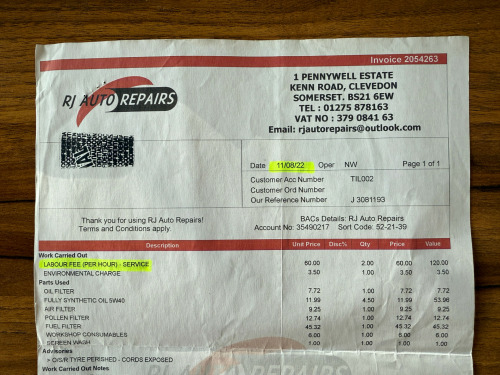 Invoice 2054263
RJ AUTO REPAIRS
1 PENNYWELL ESTATE
KENN ROAD, CLEVEDON
SOMERSET. BS21 6EW
TEL : 01275 878163
VAT NO : 379 0841 63
Email: rjautorepairs@outlook.com
Date 11/08/22 Oper NW Page 1 of 1
Customer Acc Number TIL002
Customer Ord Number
Our Reference Number J 3081193
Thank you for using RJ Auto Repairs!
Terms and Conditions apply.
BACs Details: RJ Auto Repairs
Account No: 35490217 Sort Code: 52-21-39
Description Unit Price Disc% Qty Price Value
Work Carried Out
LABOUR FEE (PER HOUR) - SERVICE 60.00 2.00 60.00 120.00
ENVIRONMENTAL CHARGE 3.50 1.00 3.50 3.50
Parts Used
OIL FILTER 7.72 1.00 7.72 7.72
FULLY SYNTHETIC OIL 5W40 11.99 4.50 11.99 53.96
AIR FILTER 9.25 1.00 9.25 9.25
POLLEN FILTER 12.74 1.00 12.74 12.74
FUEL FILTER 45.32 1.00 45.32 45.32
WORKSHOP CONSUMABLES 6.00 1.00 6.00 6.00
SCREEN WASH 1.00
Advisories
> O/S/R TYRE PERISHED - CORDS EXPOSED
Work Carried Out Notes